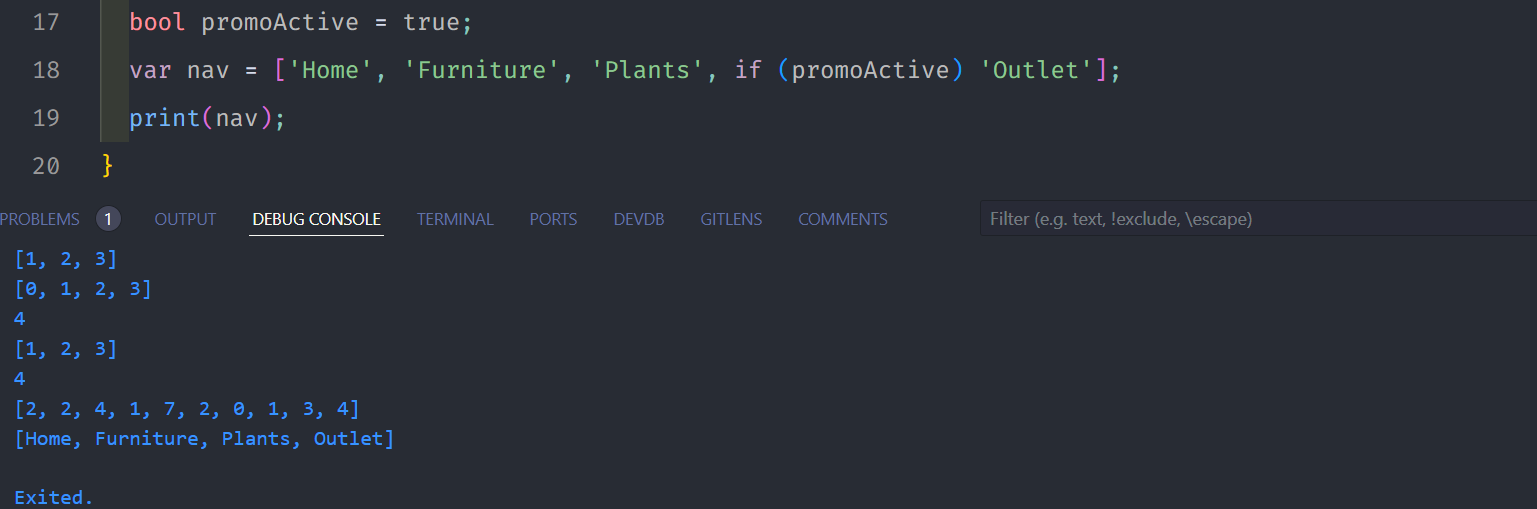 17 bool promoActive = true;
18 var nav = ['Home', 'Furniture', 'Plants', if (promoActive) 'Outlet'];
19 print(nav);
20 }
PROBLEMS 1 OUTPUT DEBUG CONSOLE TERMINAL PORTS DEVDB GITLENS COMMENTS Filter (e.g. text, !exclude, \escape)
[1, 2, 3]
[0, 1, 2, 3]
4
[1, 2, 3]
4
[2, 2, 4, 1, 7, 2, 0, 1, 3, 4]
[Home, Furniture, Plants, Outlet]
Exited.